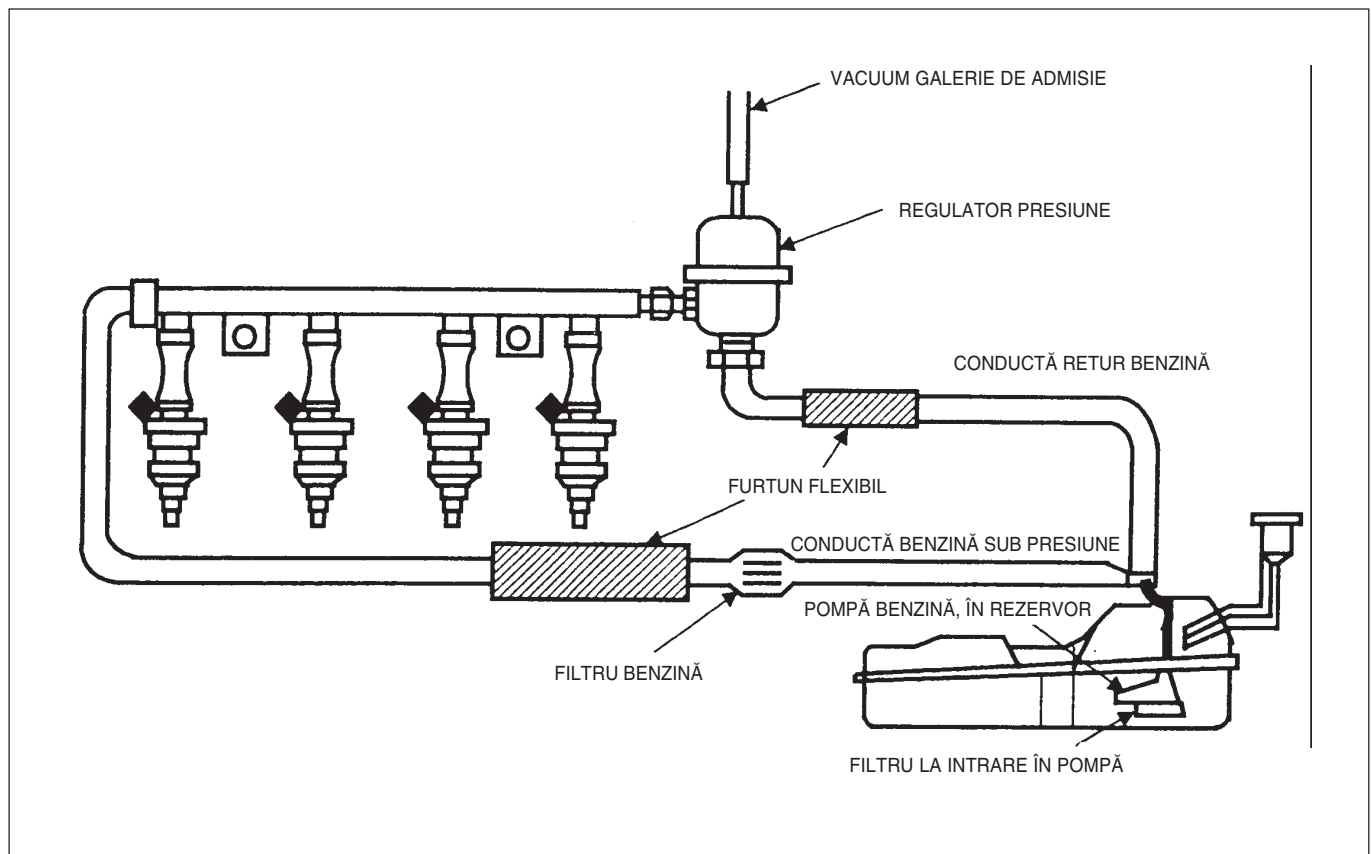 VACUUM GALERIE DE ADMISIE
REGULATOR PRESIUNE
CONDUCTĂ RETUR BENZINĂ
FURTUN FLEXIBIL
CONDUCTĂ BENZINĂ SUB PRESIUNE
POMPĂ BENZINĂ, ÎN REZERVOR
FILTRU BENZINĂ
FILTRU LA INTRARE ÎN POMPĂ